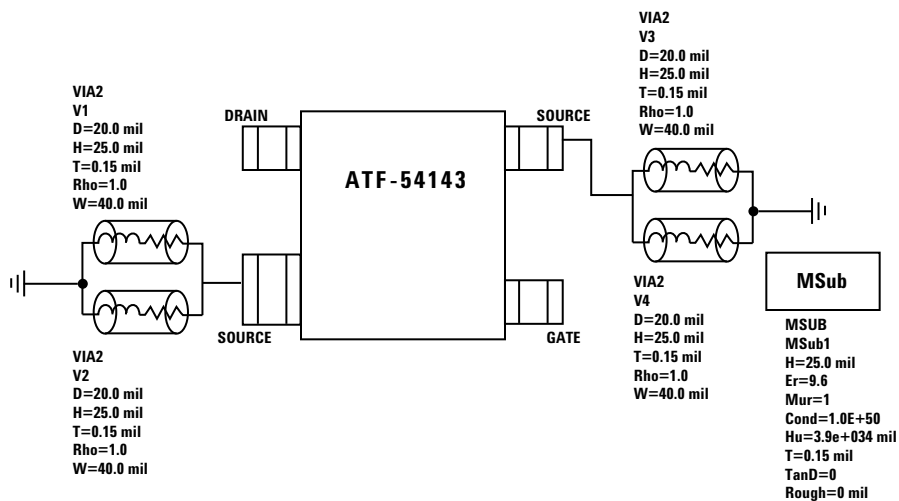 VIA2
V1
D=20.0 mil
H=25.0 mil
T=0.15 mil
Rho=1.0
W=40.0 mil
DRAIN
SOURCE
ATF-54143
SOURCE
GATE
VIA2
V2
D=20.0 mil
H=25.0 mil
T=0.15 mil
Rho=1.0
W=40.0 mil
VIA2
V3
D=20.0 mil
H=25.0 mil
T=0.15 mil
Rho=1.0
W=40.0 mil
VIA2
V4
D=20.0 mil
H=25.0 mil
T=0.15 mil
Rho=1.0
W=40.0 mil
MSub
MSUB
MSub1
H=25.0 mil
Er=9.6
Mur=1
Cond=1.0E+50
Hu=3.9e+034 mil
T=0.15 mil
TanD=0
Rough=0 mil